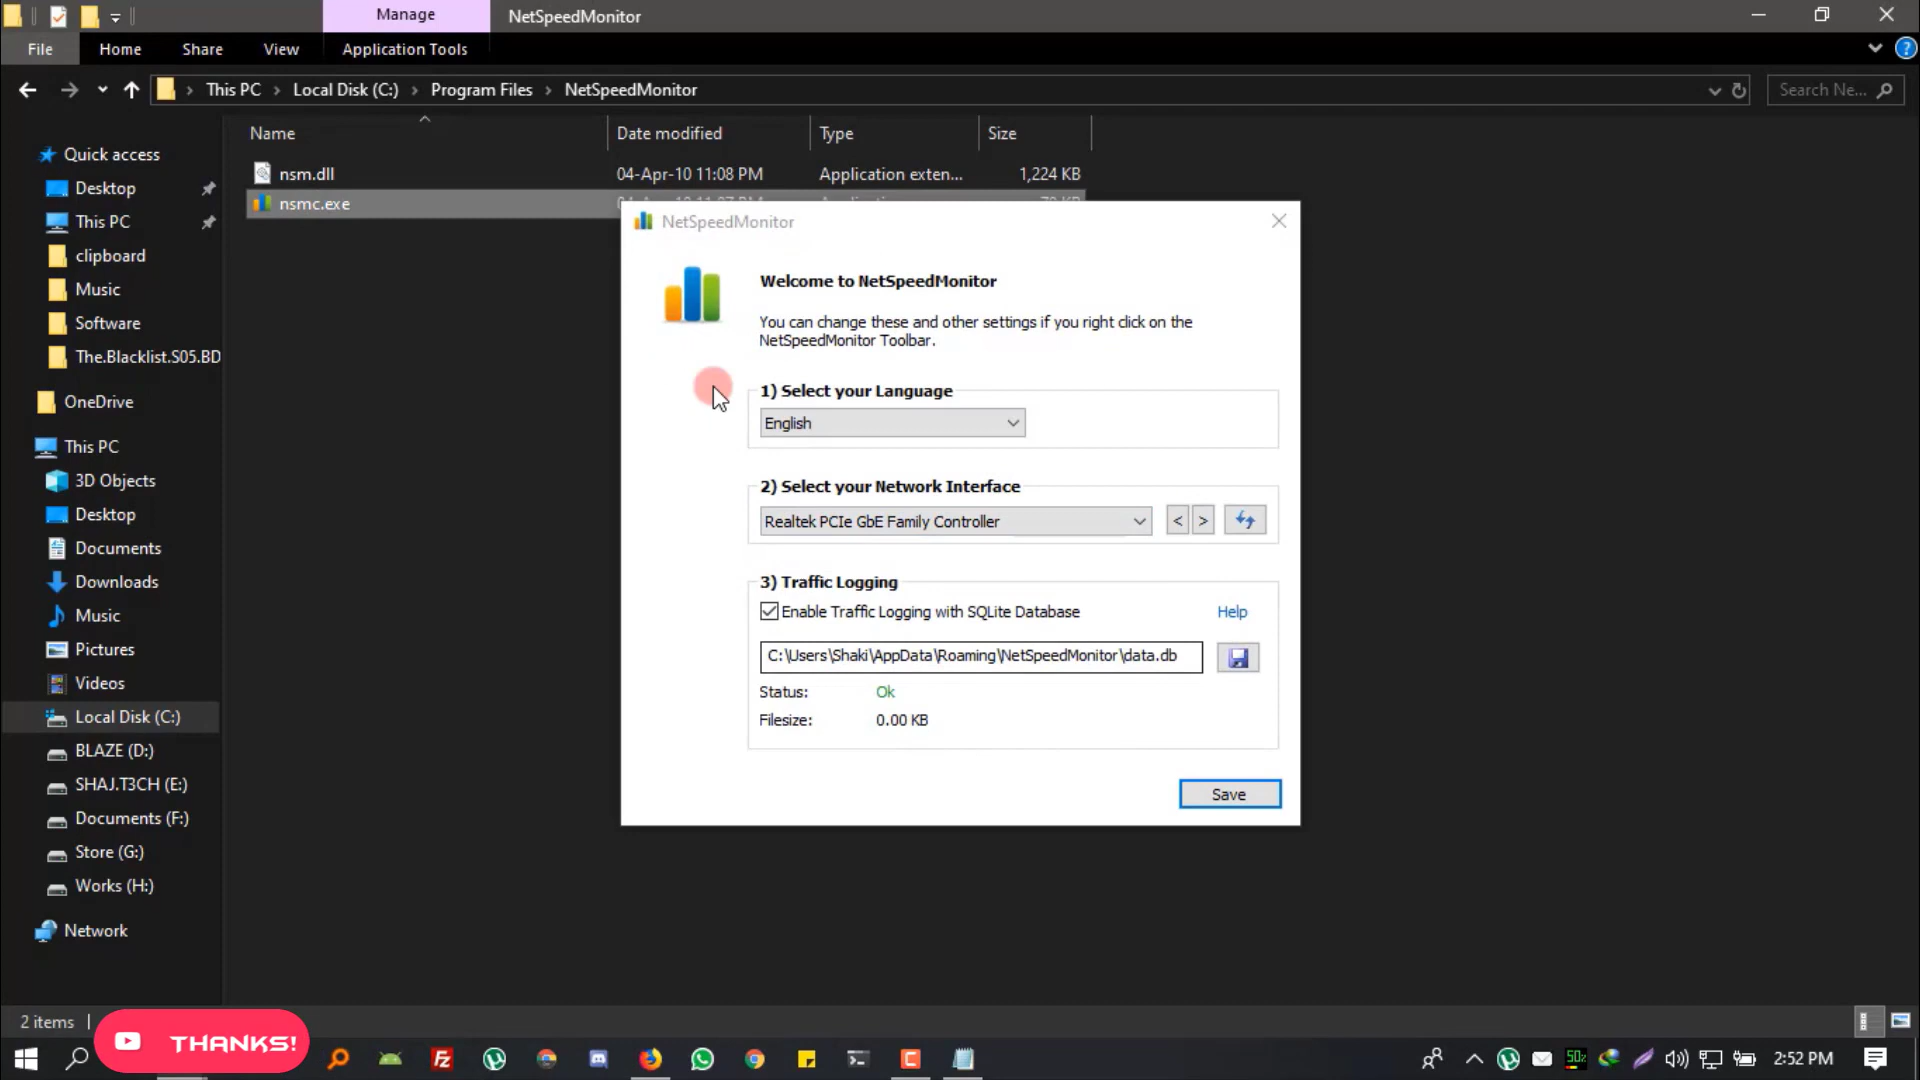 Manage
NetSpeedMonitor
File
Home
Share
View
Application Tools
This PC
Local Disk (C:)
Program Files
NetSpeedMonitor
Search Ne...
Name
Date modified
Type
Size
nsm.dll
04-Apr-10 11:08 PM
Application exten...
1,224 KB
nsmc.exe
Quick access
Desktop
This PC
clipboard
Music
Software
The.Blacklist.S05.BD
OneDrive
This PC
3D Objects
Desktop
Documents
Downloads
Music
Pictures
Videos
Local Disk (C:)
BLAZE (D:)
SHAJ.T3CH (E:)
Documents (F:)
Store (G:)
Works (H:)
Network
NetSpeedMonitor
Welcome to NetSpeedMonitor
You can change these and other settings if you right click on the
NetSpeedMonitor Toolbar.
1) Select your Language
English
2) Select your Network Interface
Realtek PCIe GbE Family Controller
< >
3) Traffic Logging
Enable Traffic Logging with SQLite Database
Help
C:\Users\Shaki\AppData\Roaming\NetSpeedMonitor\data.db
Status: Ok
Filesize: 0.00 KB
Save
2 items
THANKS!
50%
2:52 PM